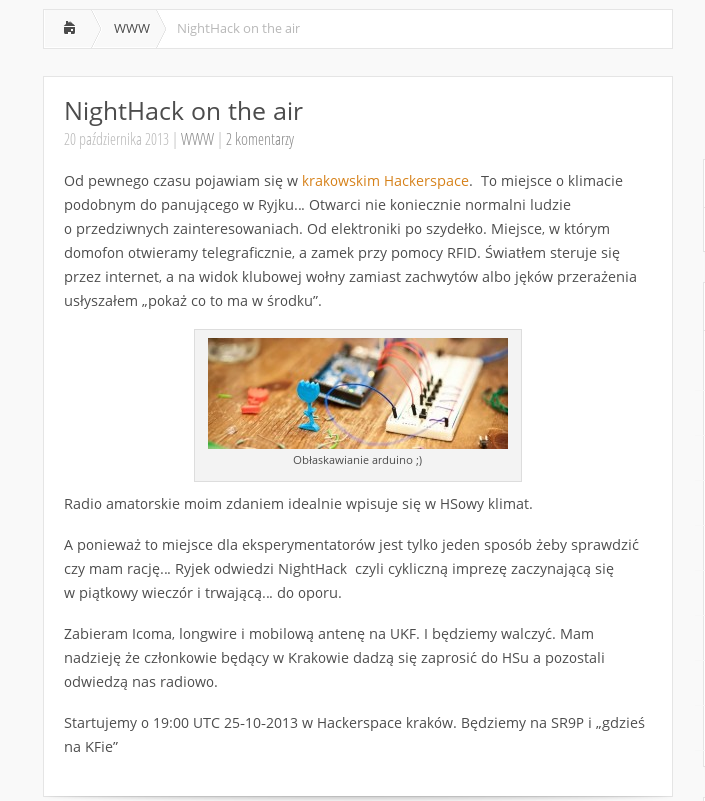 WWW
NightHack on the air
NightHack on the air
20 października 2013 | WWW | 2 komentarzy
Od pewnego czasu pojawiam się w krakowskim Hackerspace.  To miejsce o klimacie
podobnym do panującego w Ryjku... Otwarci nie koniecznie normalni ludzie
o przedziwnych zainteresowaniach. Od elektroniki po szydełko. Miejsce, w którym
domofon otwieramy telegraficznie, a zamek przy pomocy RFID. Światłem steruje się
przez internet, a na widok klubowej wołny zamiast zachwytów albo jęków przerażenia
usłyszałem „pokaż co to ma w środku”.
Obłaskawianie arduino ;)
Radio amatorskie moim zdaniem idealnie wpisuje się w HSowy klimat.
A ponieważ to miejsce dla eksperymentatorów jest tylko jeden sposób żeby sprawdzić
czy mam rację... Ryjek odwiedzi NightHack  czyli cykliczną imprezę zaczynającą się
w piątkowy wieczór i trwającą... do oporu.
Zabieram Icoma, longwire i mobilową antenę na UKF. I będziemy walczyć. Mam
nadzieję że członkowie będący w Krakowie dadzą się zaprosić do HSu a pozostali
odwiedzą nas radiowo.
Startujemy o 19:00 UTC 25-10-2013 w Hackerspace kraków. Będziemy na SR9P i „gdzieś
na KFie”